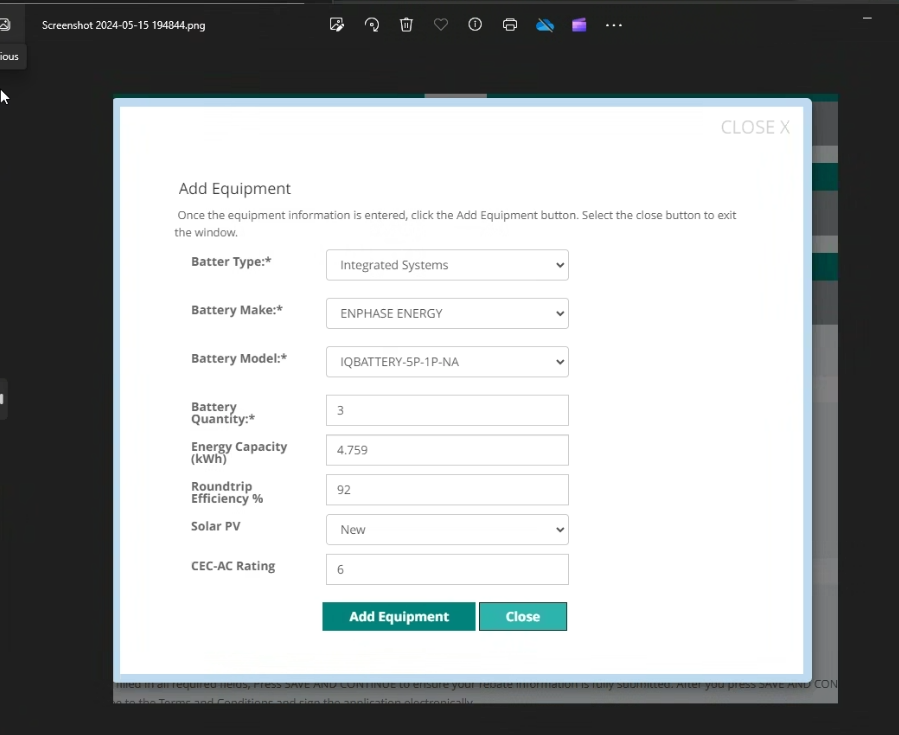 Screenshot 2024-05-15 194844.png
ious
CLOSE X
Add Equipment
Once the equipment information is entered, click the Add Equipment button. Select the close button to exit
the window.
Batter Type:*
Integrated Systems
Battery Make:*
ENPHASE ENERGY
Battery Model:*
IQBATTERY-5P-1P-NA
Battery
Quantity:*
3
Energy Capacity
(kWh)
4.759
Roundtrip
Efficiency %
92
Solar PV
New
CEC-AC Rating
6
Add Equipment
Close
filled in all required fields, Press SAVE AND CONTINUE to ensure your rebate information is fully submitted. After you press SAVE AND CON
to the Terms and Conditions and sign the application electronically.